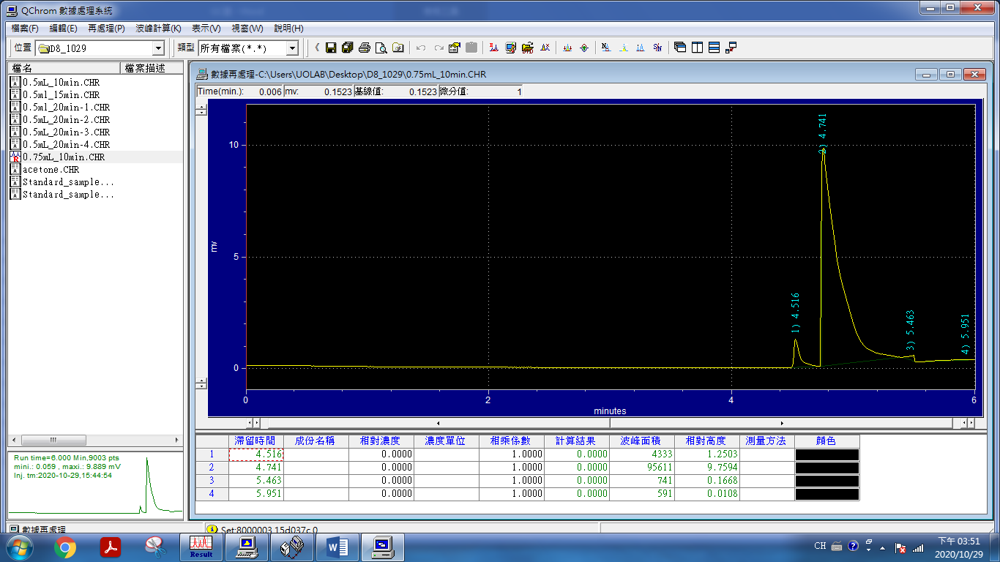 QChrom 數據處理系統
檔案(F) 編輯(E) 再處理(P) 波峰計算(K) 表示(V) 視窗(W) 說明(H)
位置 D8_1029 類型 所有檔案(*.*)
檔名 檔案描述
0.5mL_10min.CHR
0.5ml_15min.CHR
0.5ml_20min-1.CHR
0.5mL_20min-2.CHR
0.5mL_20min-3.CHR
0.5mL_20min-4.CHR
0.75mL_10min.CHR
acetone.CHR
Standard_sample...
Standard_sample...
Run time=6.000 Min,9003 pts
mini.: 0.059 , maxi.: 9.889 mV
Inj. tm:2020-10-29,15:44:54
數據再處理-C:\Users\UOLAB\Desktop\D8_1029\0.75mL_10min.CHR
Time(min.): 0.006 mv: 0.1523 基線值: 0.1523 微分值: 1
10
5
0
mv
1) 4.516
2) 4.741
3) 5.463
4) 5.951
0 2 4 6
minutes
滯留時間 成份名稱 相對濃度 濃度單位 相乘係數 計算結果 波峰面積 相對高度 測量方法 顏色
1 4.516 0.0000 1.0000 0.0000 4333 1.2503
2 4.741 0.0000 1.0000 0.0000 95611 9.7594
3 5.463 0.0000 1.0000 0.0000 741 0.1668
4 5.951 0.0000 1.0000 0.0000 591 0.0108
數據再處理
Set:8000003,15d037c,0
Result
CH
下午 03:51
2020/10/29